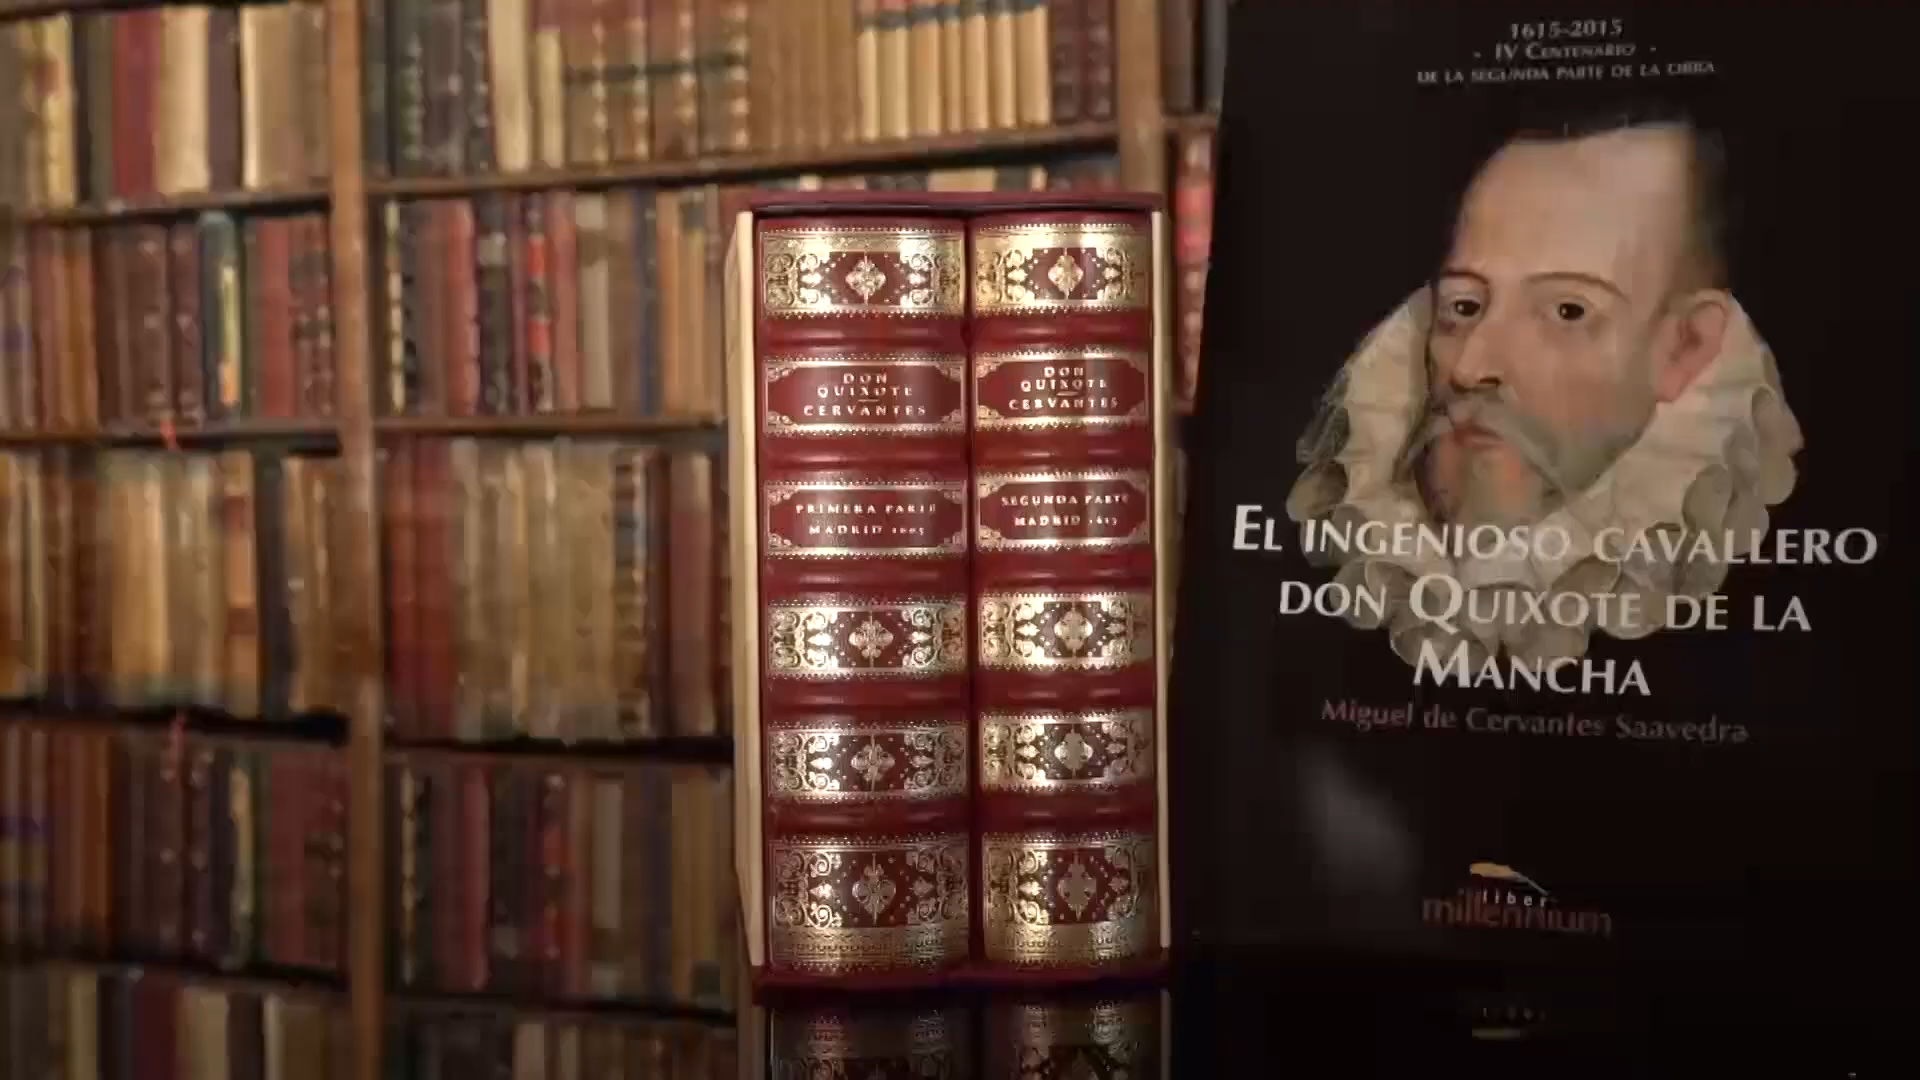 DON
QUIXOTE
CERVANTES
PRIMERA PARTE
MADRID 1605
DON
QUIXOTE
CERVANTES
SEGUNDA PARTE
MADRID 1615
1615-2015
- IV CENTENARIO -
DE LA SEGUNDA PARTE DE LA OBRA
EL INGENIOSO CAVALLERO
DON QUIXOTE DE LA
MANCHA
Miguel de Cervantes Saavedra
liber
millennium